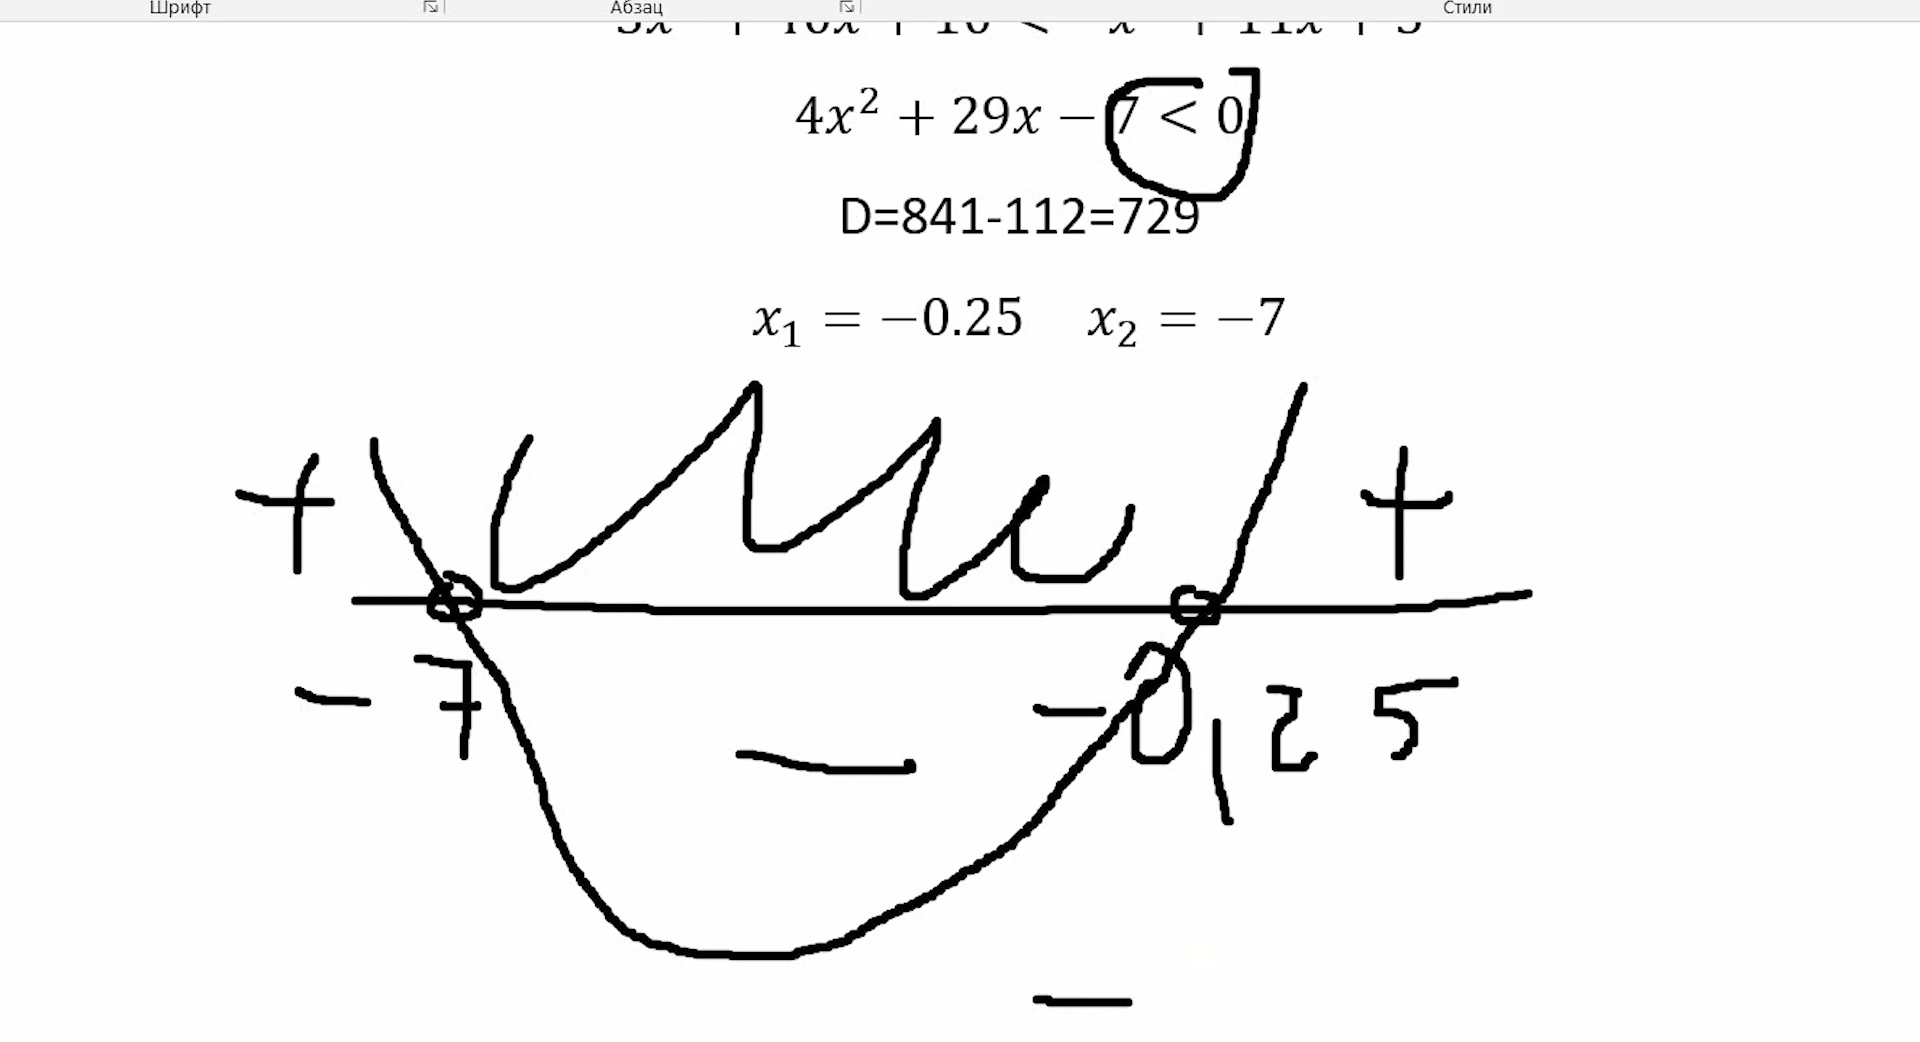 Шрифт Абзац Стили
4x² + 29x − 7 < 0
D=841-112=729
x₁ = −0.25 x₂ = −7
+ +
− 7 − −0,25
−